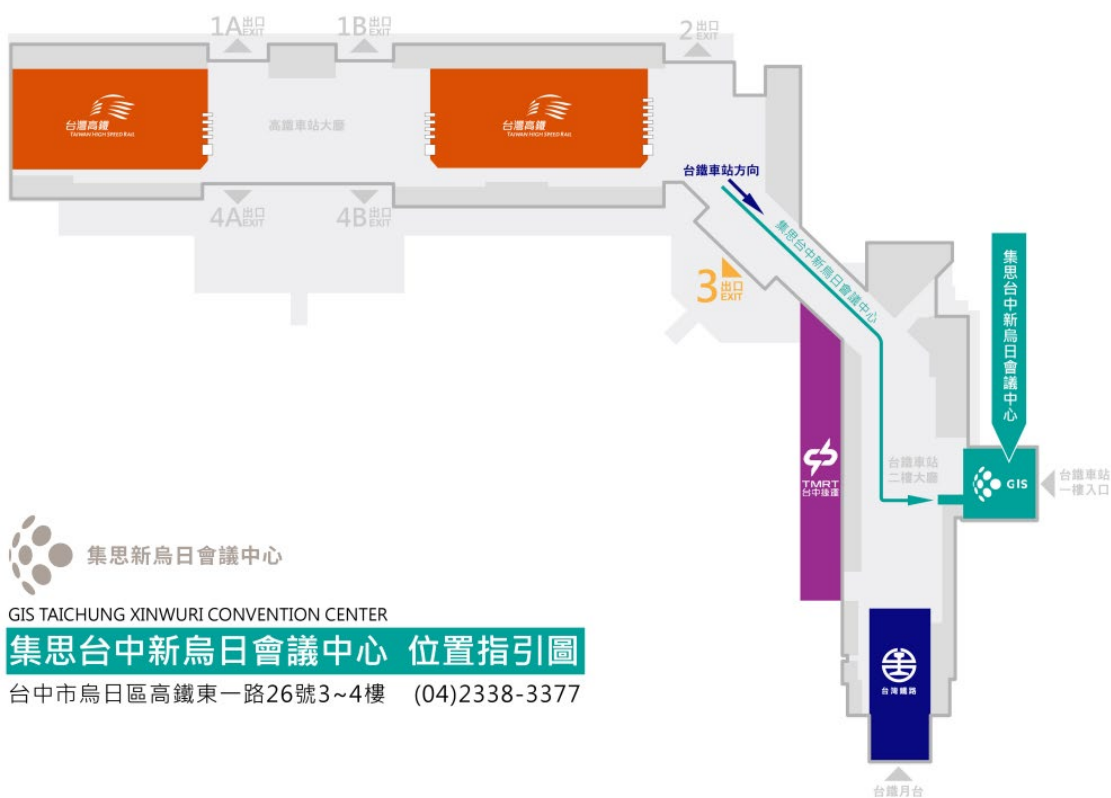 1A出口 EXIT
1B出口 EXIT
2出口 EXIT
台灣高鐵
TAIWAN HIGH SPEED RAIL
高鐵車站大廳
台灣高鐵
TAIWAN HIGH SPEED RAIL
台鐵車站方向
4A出口 EXIT
4B出口 EXIT
3出口 EXIT
集思台中新烏日會議中心
集思台中新烏日會議中心
TMRT
台中捷運
台鐵車站
二樓大廳
GIS
台鐵車站
一樓入口
集思新烏日會議中心
GIS TAICHUNG XINWURI CONVENTION CENTER
集思台中新烏日會議中心 位置指引圖
台中市烏日區高鐵東一路26號3~4樓 (04)2338-3377
台灣鐵路
台鐵月台